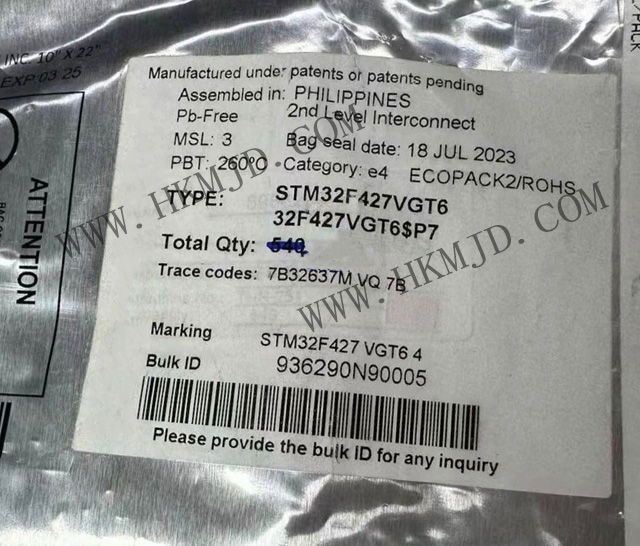 INC. 10" X 22"
EXP 03 25
PACK
ATTENTION
Manufactured under patents or patents pending
Assembled in: PHILIPPINES
Pb-Free 2nd Level Interconnect
MSL: 3 Bag seal date: 18 JUL 2023
PBT: 260ºC Category: e4 ECOPACK2/ROHS
TYPE: STM32F427VGT6
32F427VGT6$P7
Total Qty: 540
Trace codes: 7B32637M VQ 7B
Marking STM32F427 VGT6 4
Bulk ID 936290N90005
Please provide the bulk ID for any inquiry
WWW.HKMJD.COM
WWW.HKMJD.COM